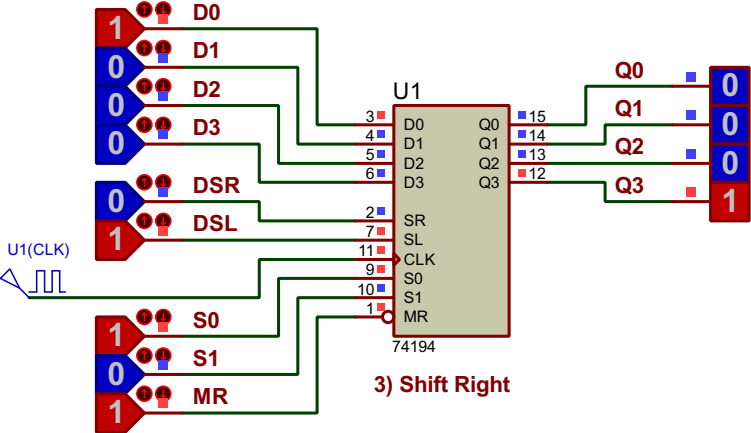 D0
1
D1
0
D2
0
D3
0
DSR
0
DSL
1
U1(CLK)
S0
1
S1
0
MR
1
U1
3 D0 Q0 15
4 D1 Q1 14
5 D2 Q2 13
6 D3 Q3 12
2 SR
7 SL
11 CLK
9 S0
10 S1
1 MR
74194
3) Shift Right
Q0 0
Q1 0
Q2 0
Q3 1